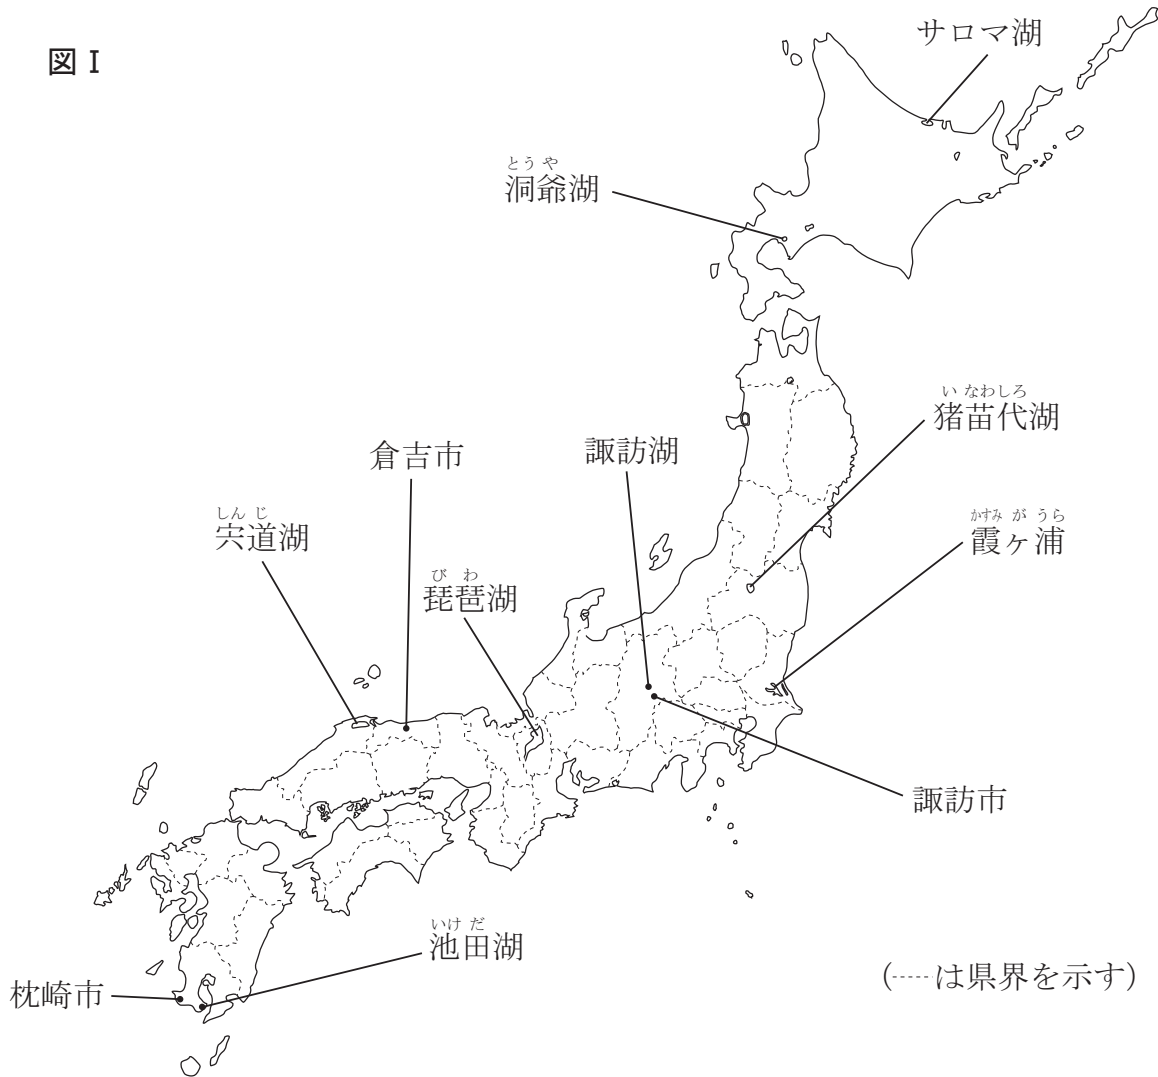 図Ⅰ
サロマ湖
とうや
洞爺湖
いなわしろ
猪苗代湖
倉吉市
諏訪湖
しんじ
宍道湖
かすみがうら
霞ヶ浦
びわ
琵琶湖
諏訪市
いけだ
池田湖
枕崎市
(----は県界を示す)